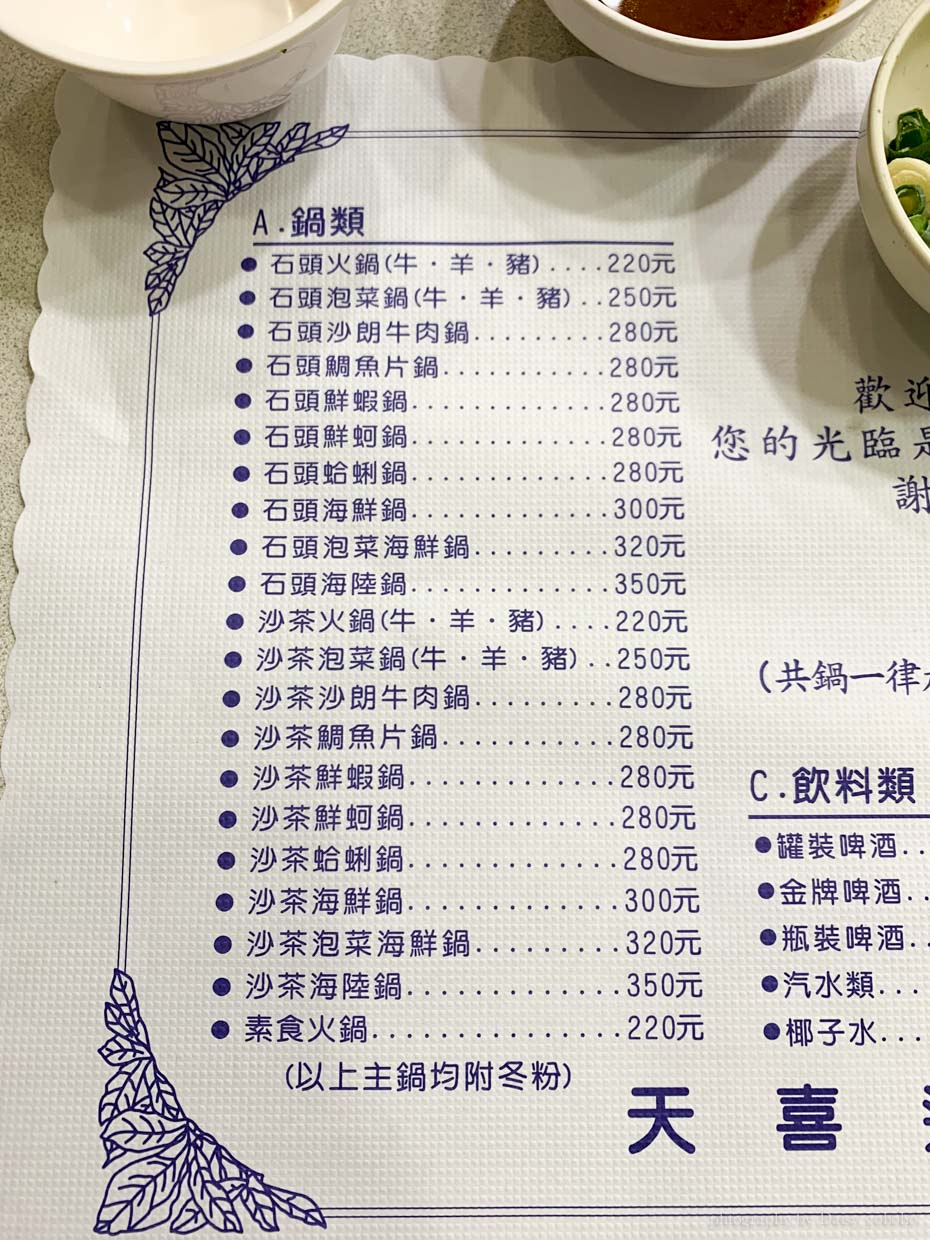 A.鍋類
●石頭火鍋(牛・羊・豬)....220元
●石頭泡菜鍋(牛・羊・豬)..250元
●石頭沙朗牛肉鍋.........280元
●石頭鯛魚片鍋...........280元
●石頭鮮蝦鍋.............280元
●石頭鮮蚵鍋.............280元
●石頭蛤蜊鍋.............280元
●石頭海鮮鍋.............300元
●石頭泡菜海鮮鍋.........320元
●石頭海陸鍋.............350元
●沙茶火鍋(牛・羊・豬)....220元
●沙茶泡菜鍋(牛・羊・豬)..250元
●沙茶沙朗牛肉鍋.........280元
●沙茶鯛魚片鍋...........280元
●沙茶鮮蝦鍋.............280元
●沙茶鮮蚵鍋.............280元
●沙茶蛤蜊鍋.............280元
●沙茶海鮮鍋.............300元
●沙茶泡菜海鮮鍋.........320元
●沙茶海陸鍋.............350元
●素食火鍋...............220元
(以上主鍋均附冬粉)
歡迎
您的光臨是
謝
(共鍋一律
C.飲料類
●罐裝啤酒..
●金牌啤酒..
●瓶裝啤酒..
●汽水類...
●椰子水...
天喜
photography by Daisy